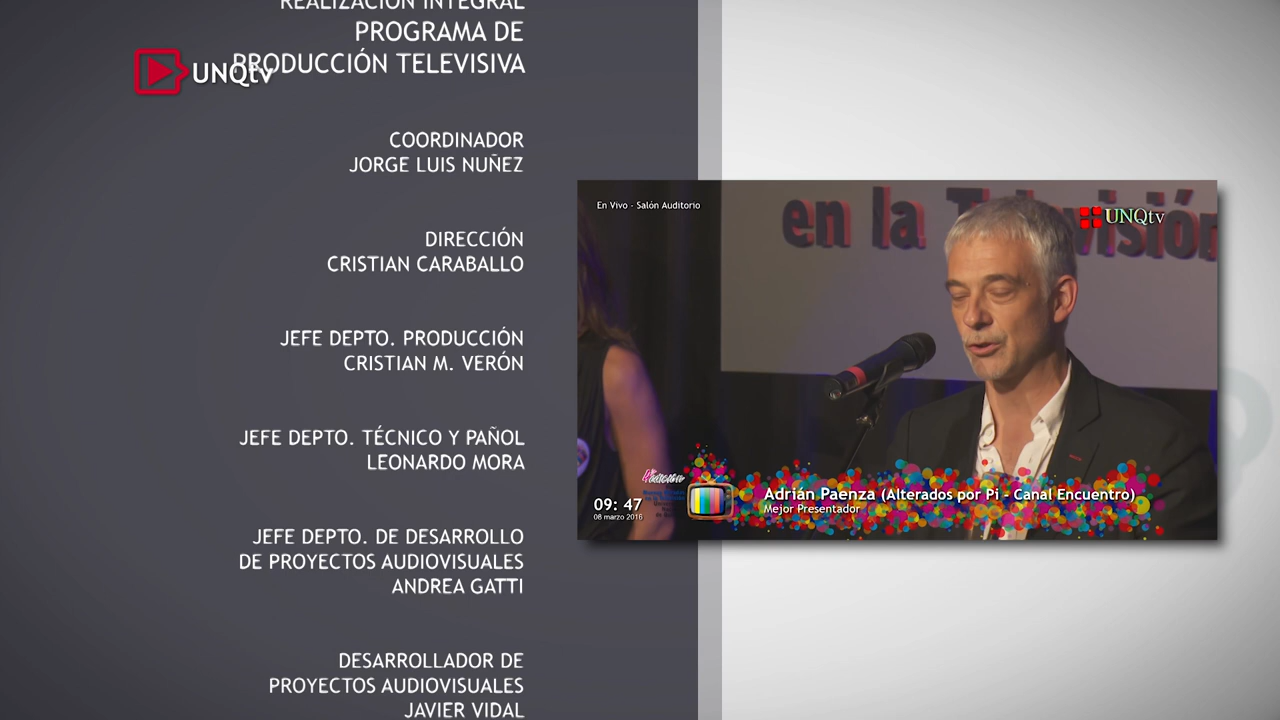 REALIZACIÓN INTEGRAL
PROGRAMA DE
PRODUCCIÓN TELEVISIVA
UNQtv
COORDINADOR
JORGE LUIS NUÑEZ
DIRECCIÓN
CRISTIAN CARABALLO
JEFE DEPTO. PRODUCCIÓN
CRISTIAN M. VERÓN
JEFE DEPTO. TÉCNICO Y PAÑOL
LEONARDO MORA
JEFE DEPTO. DE DESARROLLO
DE PROYECTOS AUDIOVISUALES
ANDREA GATTI
DESARROLLADOR DE
PROYECTOS AUDIOVISUALES
JAVIER VIDAL
En Vivo - Salón Auditorio
UNQtv
en la Televisión
Adrián Paenza (Alterados por Pi - Canal Encuentro)
Mejor Presentador
09: 47
08 marzo 2016